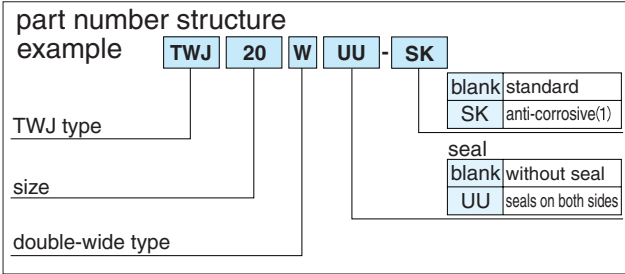 part number structure
example TWJ 20 W UU - SK
blank standard
SK anti-corrosive(1)
TWJ type
seal
blank without seal
size
UU seals on both sides
double-wide type